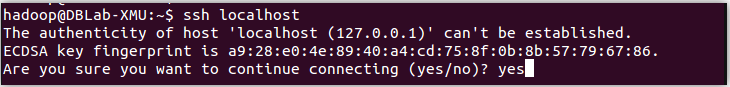 hadoop@DBLab-XMU:~$ ssh localhost
The authenticity of host 'localhost (127.0.0.1)' can't be established.
ECDSA key fingerprint is a9:28:e0:4e:89:40:a4:cd:75:8f:0b:8b:57:79:67:86.
Are you sure you want to continue connecting (yes/no)? yes